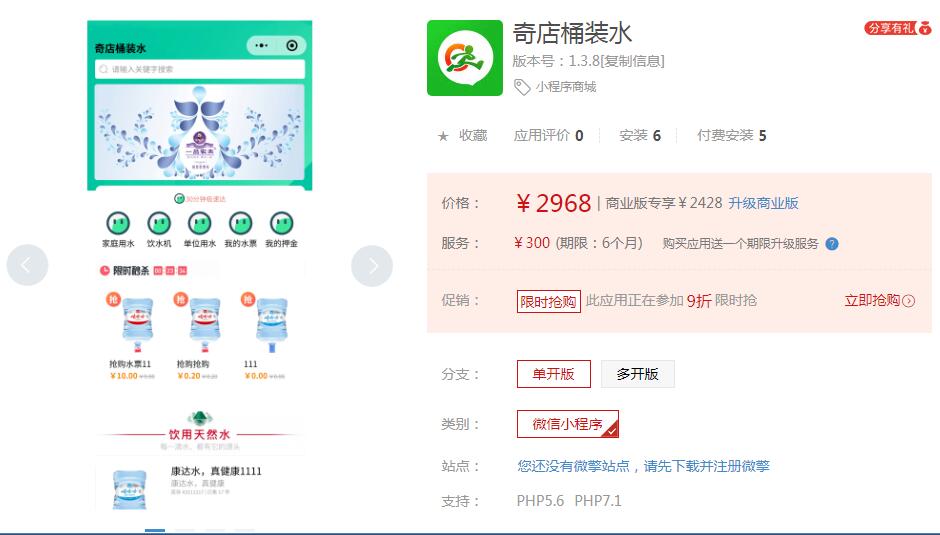 奇店桶装水
请输入关键字搜索
一品蜜泉
30分钟极速达
家庭用水 饮水机 单位用水 我的水票 我的押金
限时秒杀
抢 抢 抢
抢购水票11 抢购抢购 111
￥10.00 ￥0.20 ￥0.00
饮用天然水
康达水，真健康1111
康达水，真健康
奇店桶装水
分享有礼
版本号：1.3.8[复制信息]
小程序商城
★ 收藏 应用评价 0 安装 6 付费安装 5
价格： ￥2968 | 商业版专享￥2428 升级商业版
服务： ￥300 (期限：6个月) 购买应用送一个期限升级服务 ?
促销： 限时抢购 此应用正在参加 9折 限时抢 立即抢购
分支： 单开版 多开版
类别： 微信小程序
站点： 您还没有微擎站点，请先下载并注册微擎
支持： PHP5.6 PHP7.1